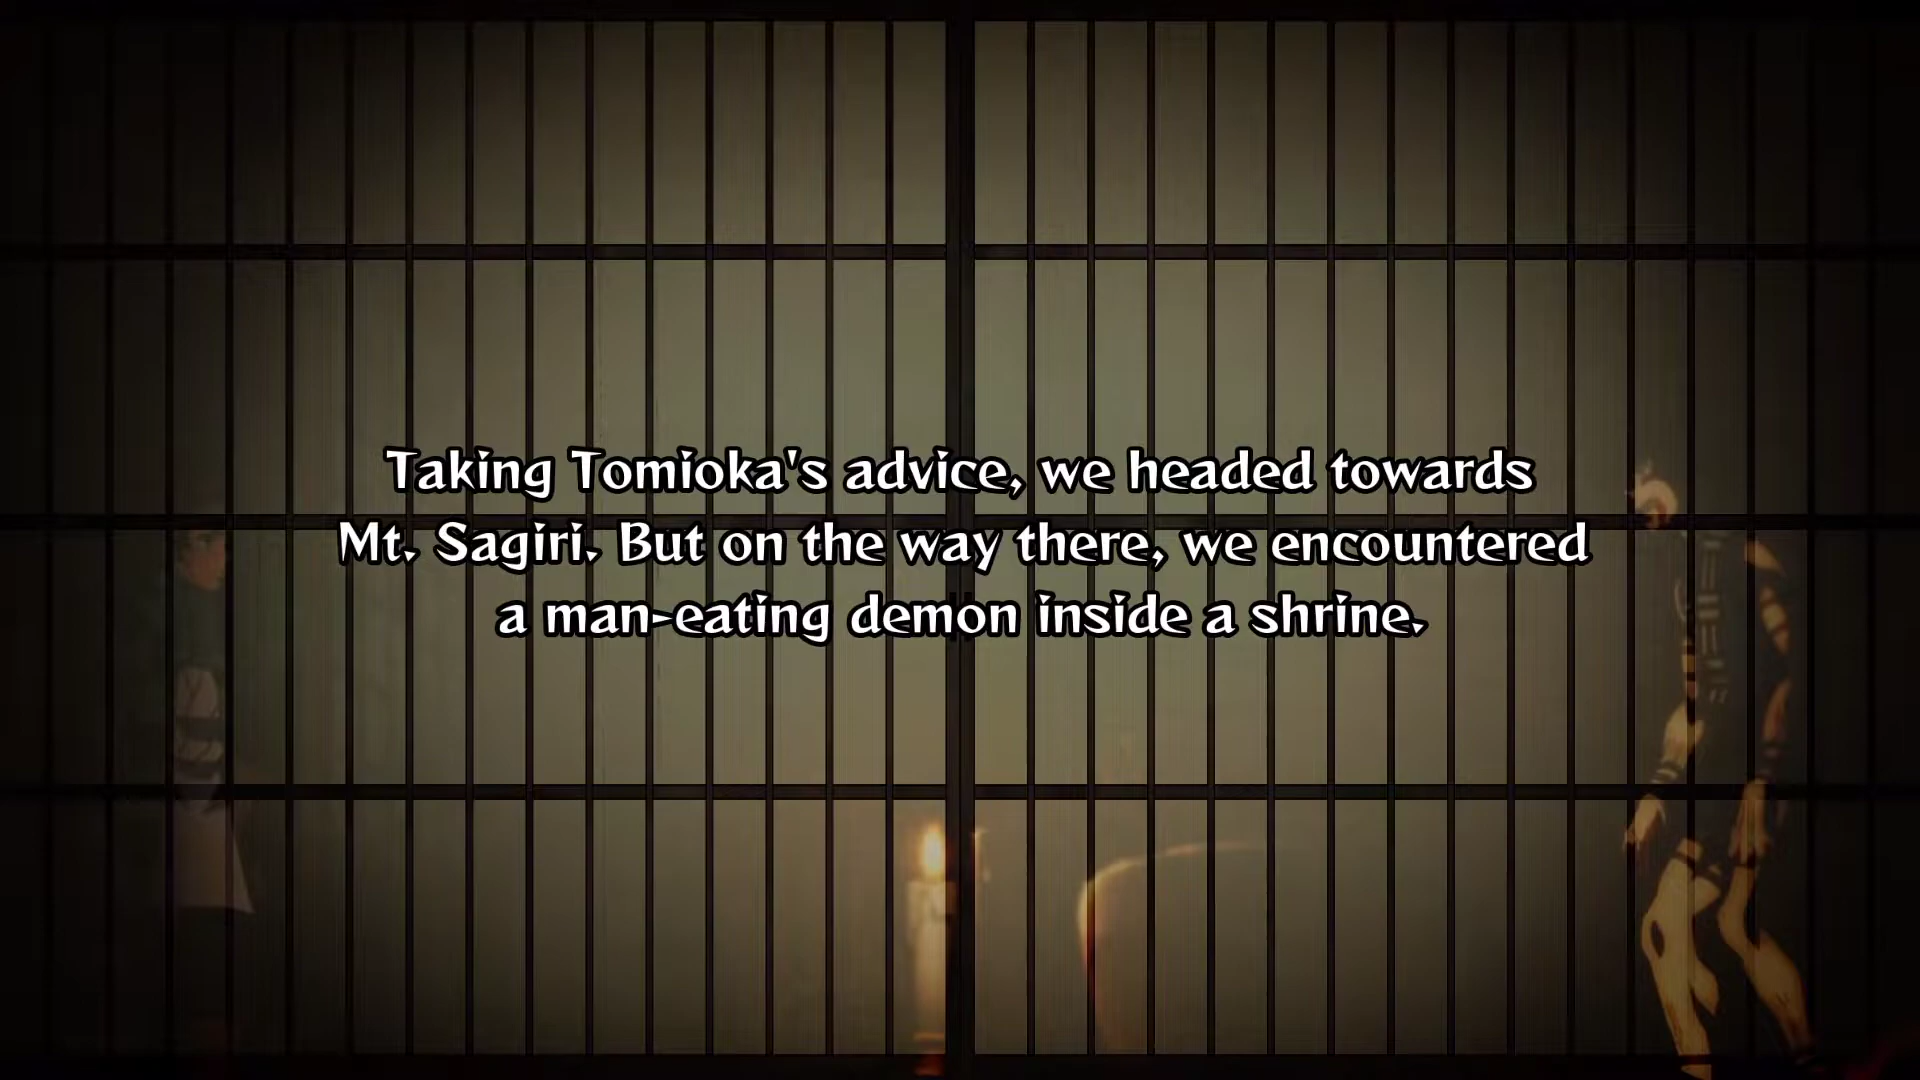 Taking Tomioka's advice, we headed towards
Mt. Sagiri. But on the way there, we encountered
a man-eating demon inside a shrine.